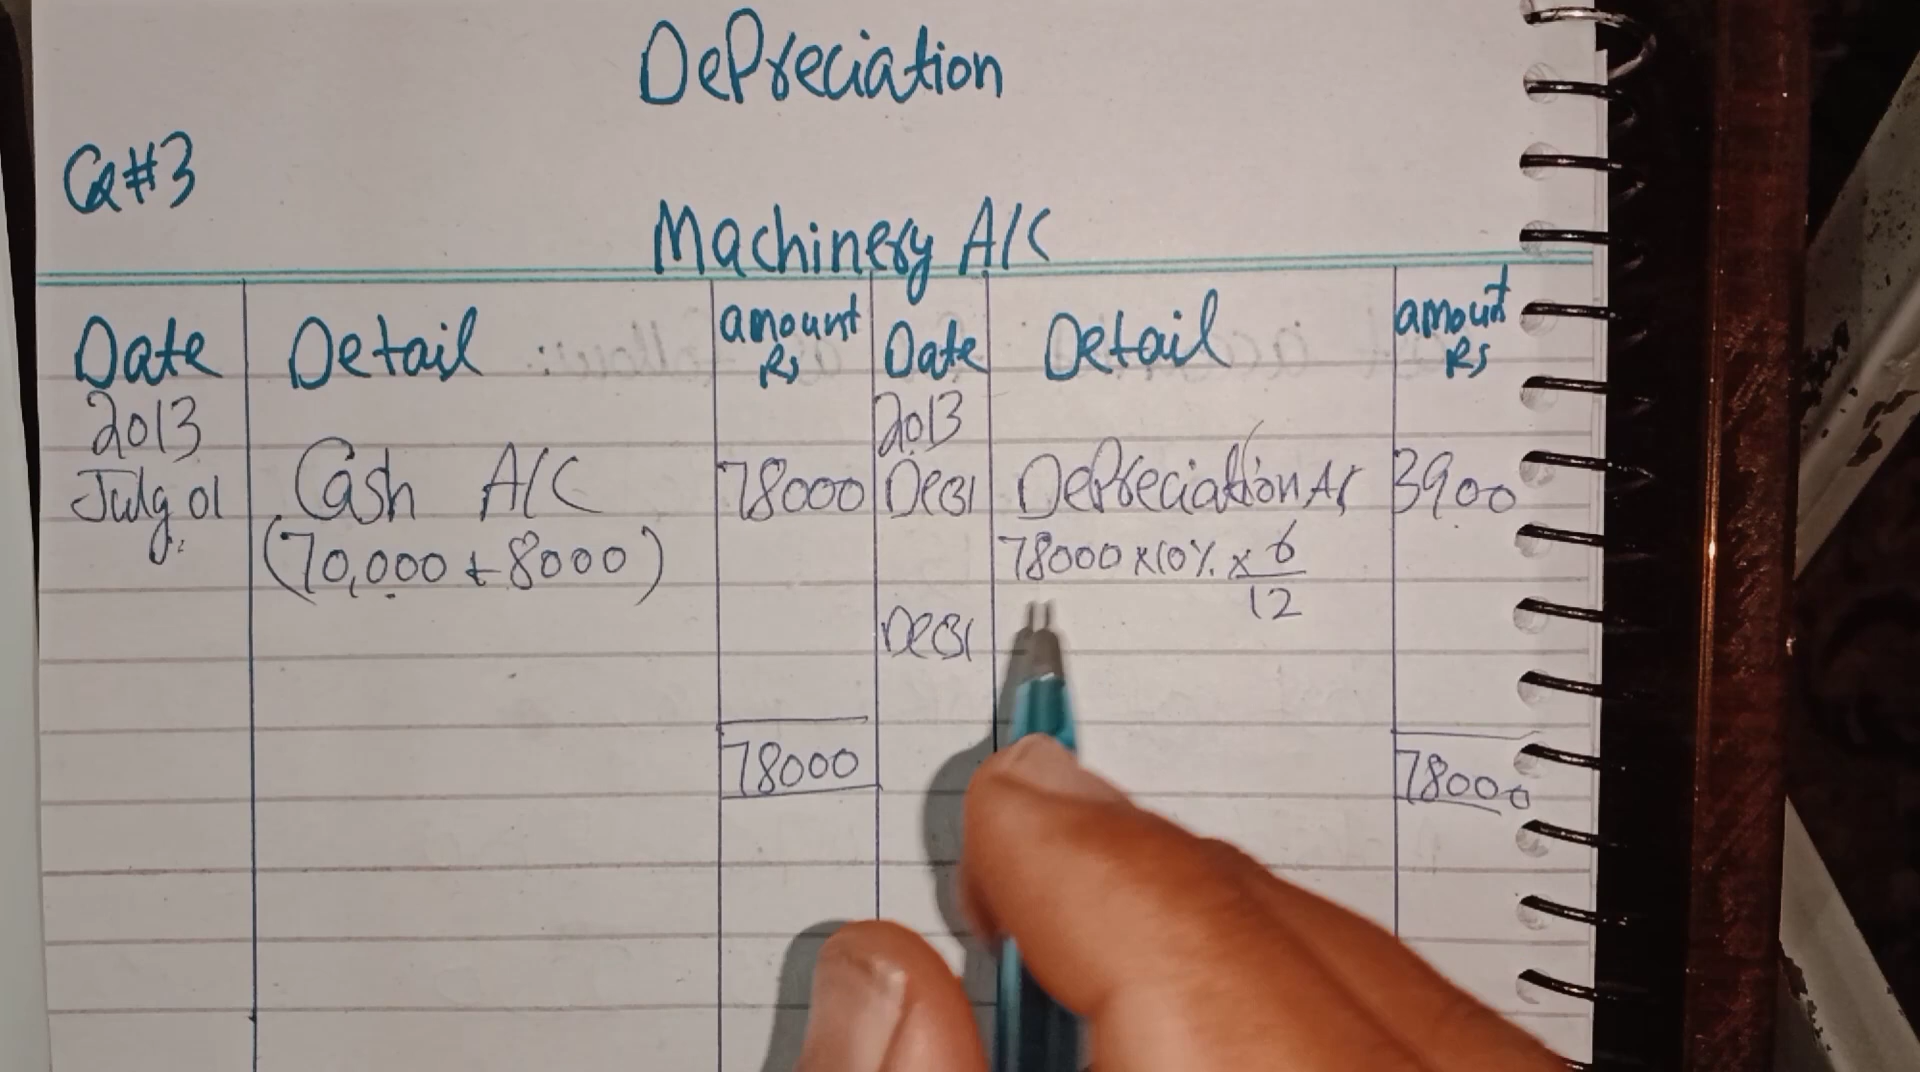 Depreciation
Q#3
Machinery A/C
Date Detail amount Rs Date Detail amount Rs
2013 2013
July 01 Cash A/C 78000 Dec31 Depreciation A/c 3900
(70,000 + 8000) 78000 x 10% x 6/12
Dec31
78000 78000